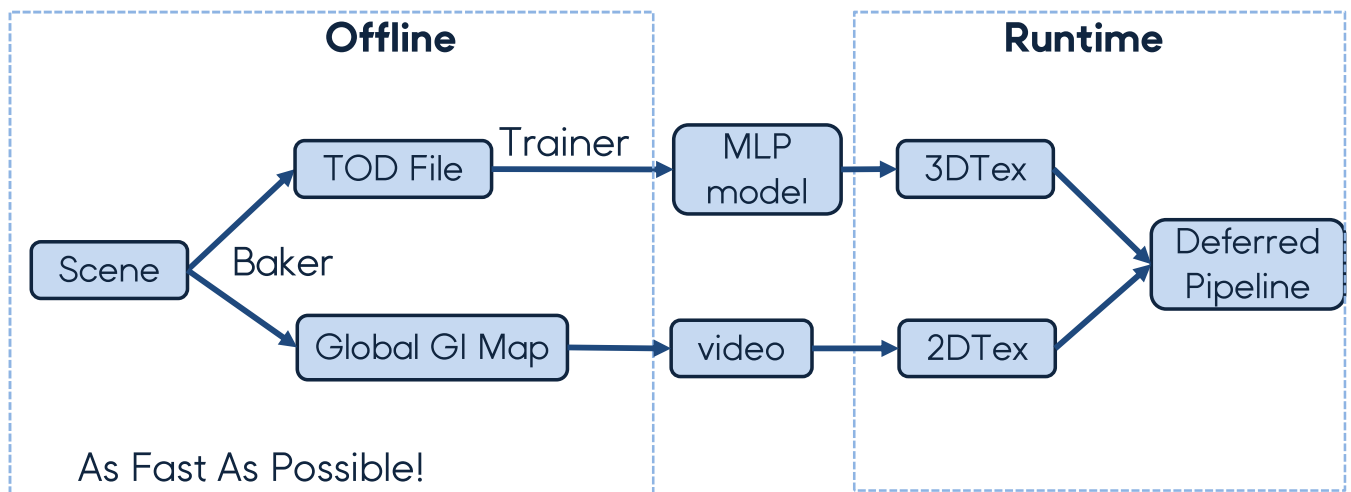 Offline
Runtime
Trainer
TOD File
MLP
model
3DTex
Scene
Baker
Deferred
Pipeline
Global GI Map
video
2DTex
As Fast As Possible!